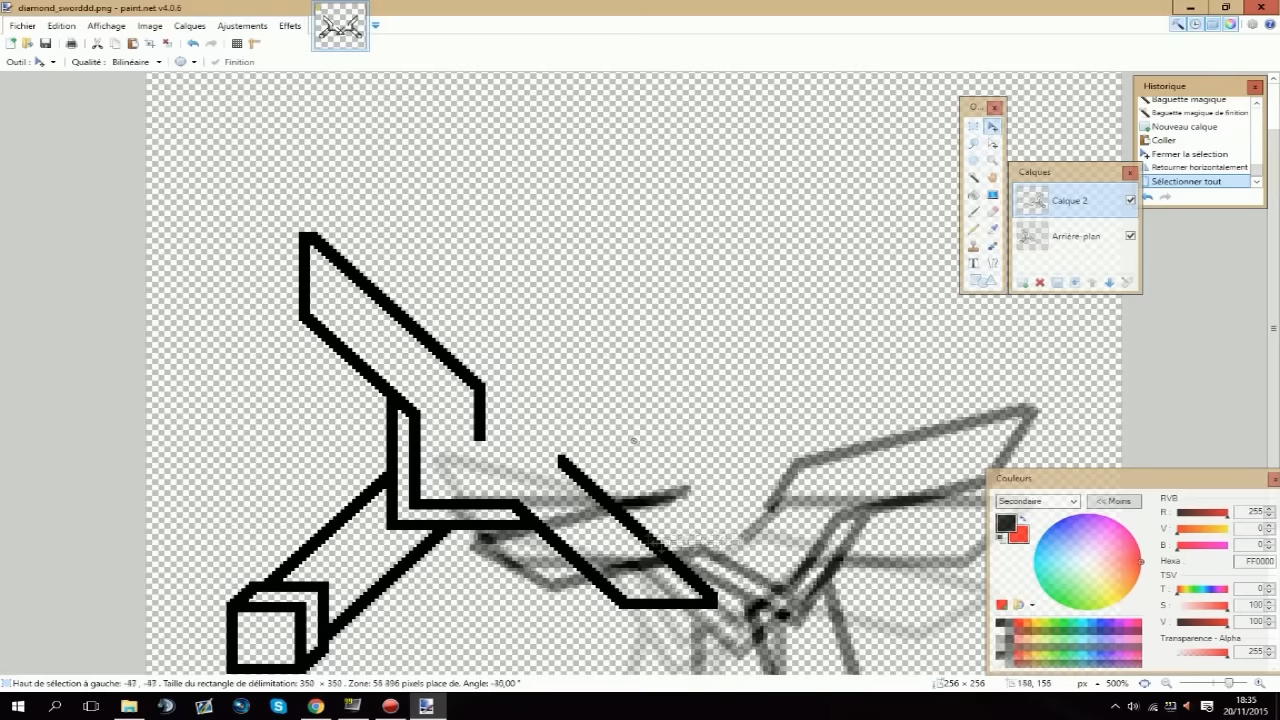 diamond_sworddd.png - paint.net v4.0.6
Fichier Edition Affichage Image Calques Ajustements Effets
Outil : Qualité : Bilinéaire Finition
Historique
Baguette magique
Baguette magique de finition
Nouveau calque
Coller
Fermer la sélection
Retourner horizontalement
Sélectionner tout
O...
Calques
Calque 2
Arrière-plan
Couleurs
Secondaire << Moins
RVB
R : 255
V : 0
B : 0
Hexa : FF0000
TSV
T : 0
S : 100
V : 100
Transparence - Alpha
255
256 × 256
px 500%
18:35
20/11/2015